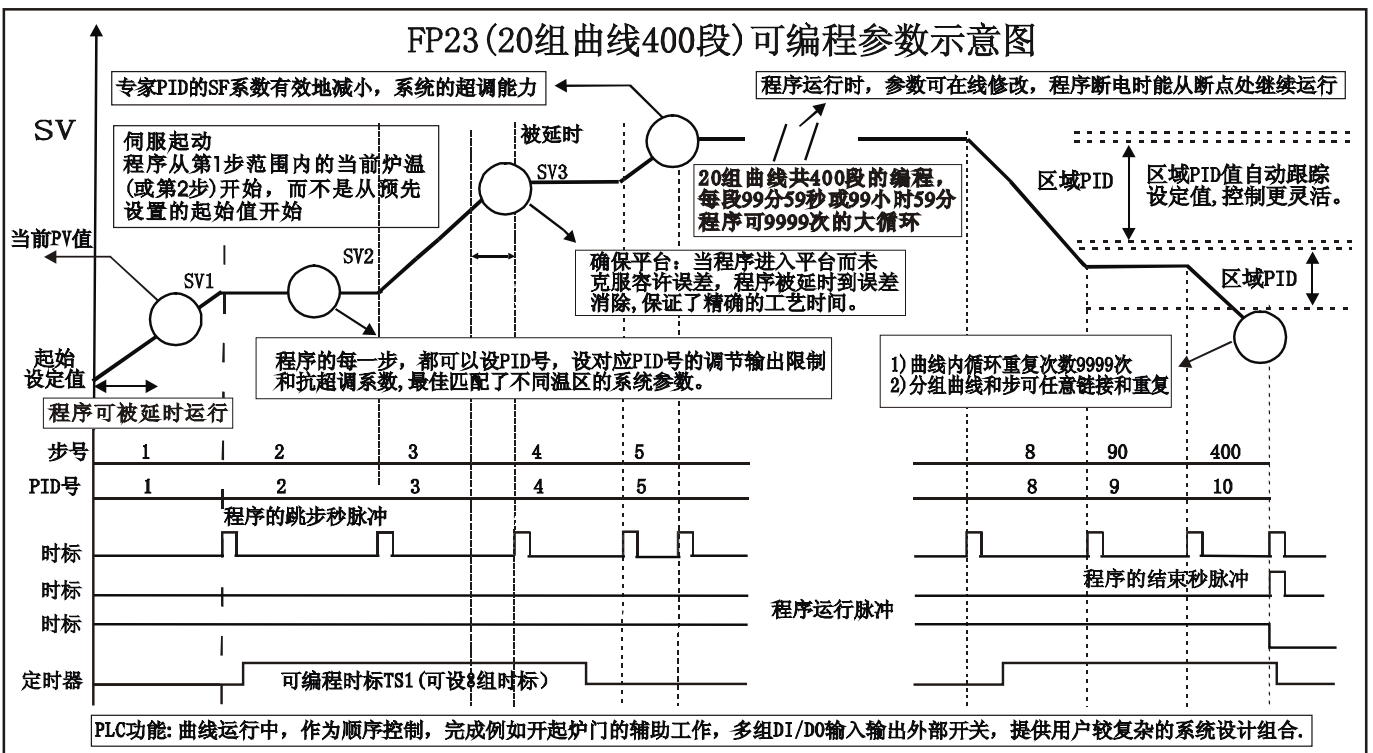 FP23(20组曲线400段)可编程参数示意图
专家PID的SF系数有效地减小，系统的超调能力
程序运行时，参数可在线修改，程序断电时能从断点处继续运行
SV
伺服起动
程序从第1步范围内的当前炉温
(或第2步)开始，而不是从预先
设置的起始值开始
被延时
SV3
20组曲线共400段的编程，
每段99分59秒或99小时59分
程序可9999次的大循环
区域PID
区域PID值自动跟踪
设定值,控制更灵活。
当前PV值
SV1
SV2
确保平台：当程序进入平台而未
克服容许误差，程序被延时到误差
消除,保证了精确的工艺时间。
区域PID
起始
设定值
程序的每一步，都可以设PID号，设对应PID号的调节输出限制
和抗超调系数,最佳匹配了不同温区的系统参数。
1)曲线内循环重复次数9999次
2)分组曲线和步可任意链接和重复
程序可被延时运行
步号 1 2 3 4 5 8 90 400
PID号 1 2 3 4 5 8 9 10
程序的跳步秒脉冲
时标
时标
程序的结束秒脉冲
程序运行脉冲
时标
定时器
可编程时标TS1(可设8组时标)
PLC功能:曲线运行中，作为顺序控制，完成例如开起炉门的辅助工作，多组DI/DO输入输出外部开关，提供用户较复杂的系统设计组合.